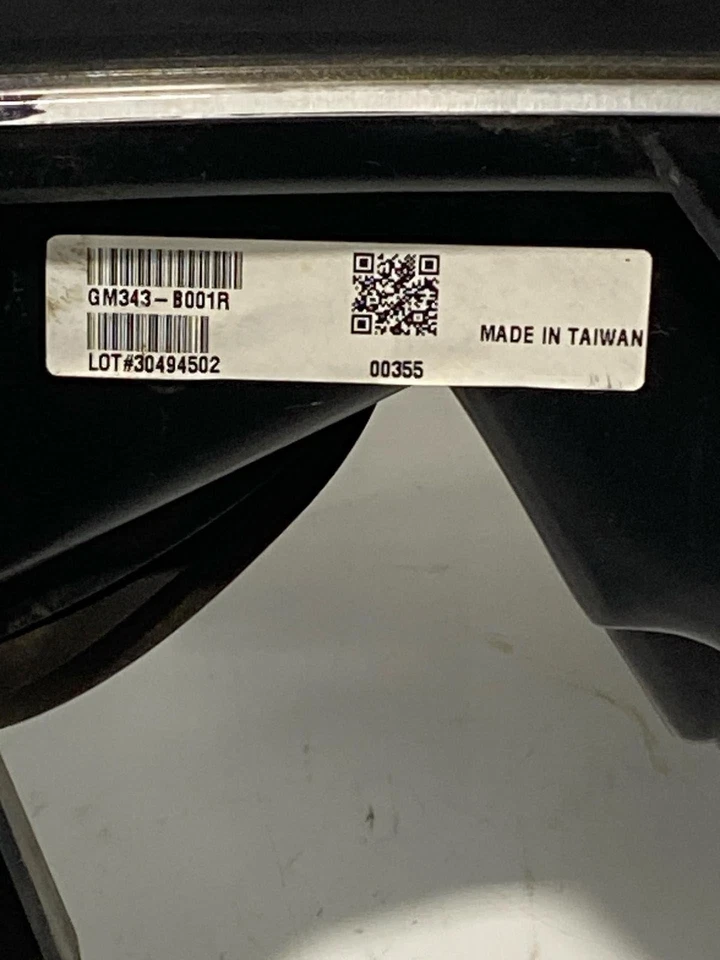 GM343-B001R
LOT#30494502
00355
MADE IN TAIWAN